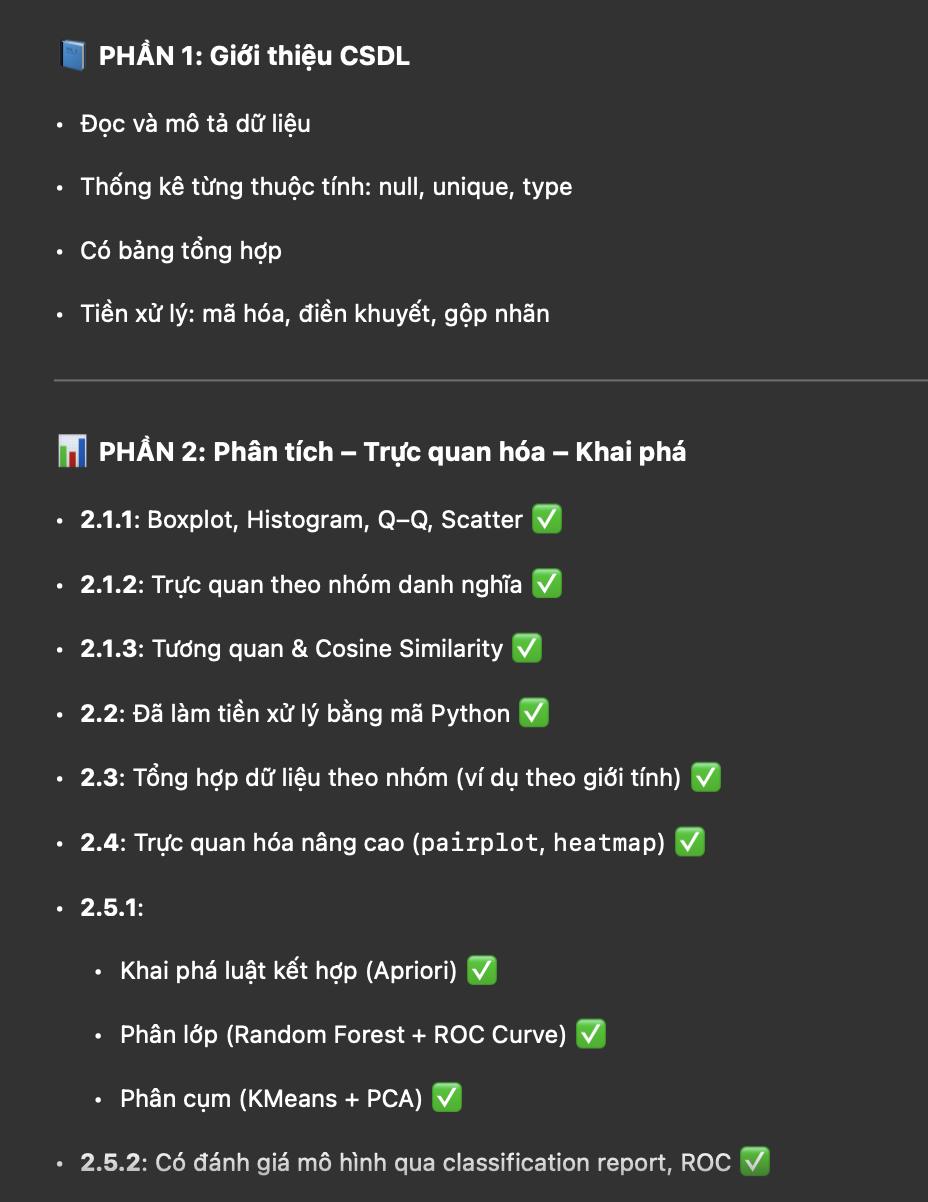 📘 PHẦN 1: Giới thiệu CSDL
• Đọc và mô tả dữ liệu
• Thống kê từng thuộc tính: null, unique, type
• Có bảng tổng hợp
• Tiền xử lý: mã hóa, điền khuyết, gộp nhãn
📊 PHẦN 2: Phân tích – Trực quan hóa – Khai phá
• 2.1.1: Boxplot, Histogram, Q–Q, Scatter ✅
• 2.1.2: Trực quan theo nhóm danh nghĩa ✅
• 2.1.3: Tương quan & Cosine Similarity ✅
• 2.2: Đã làm tiền xử lý bằng mã Python ✅
• 2.3: Tổng hợp dữ liệu theo nhóm (ví dụ theo giới tính) ✅
• 2.4: Trực quan hóa nâng cao (pairplot, heatmap) ✅
• 2.5.1:
• Khai phá luật kết hợp (Apriori) ✅
• Phân lớp (Random Forest + ROC Curve) ✅
• Phân cụm (KMeans + PCA) ✅
• 2.5.2: Có đánh giá mô hình qua classification report, ROC ✅